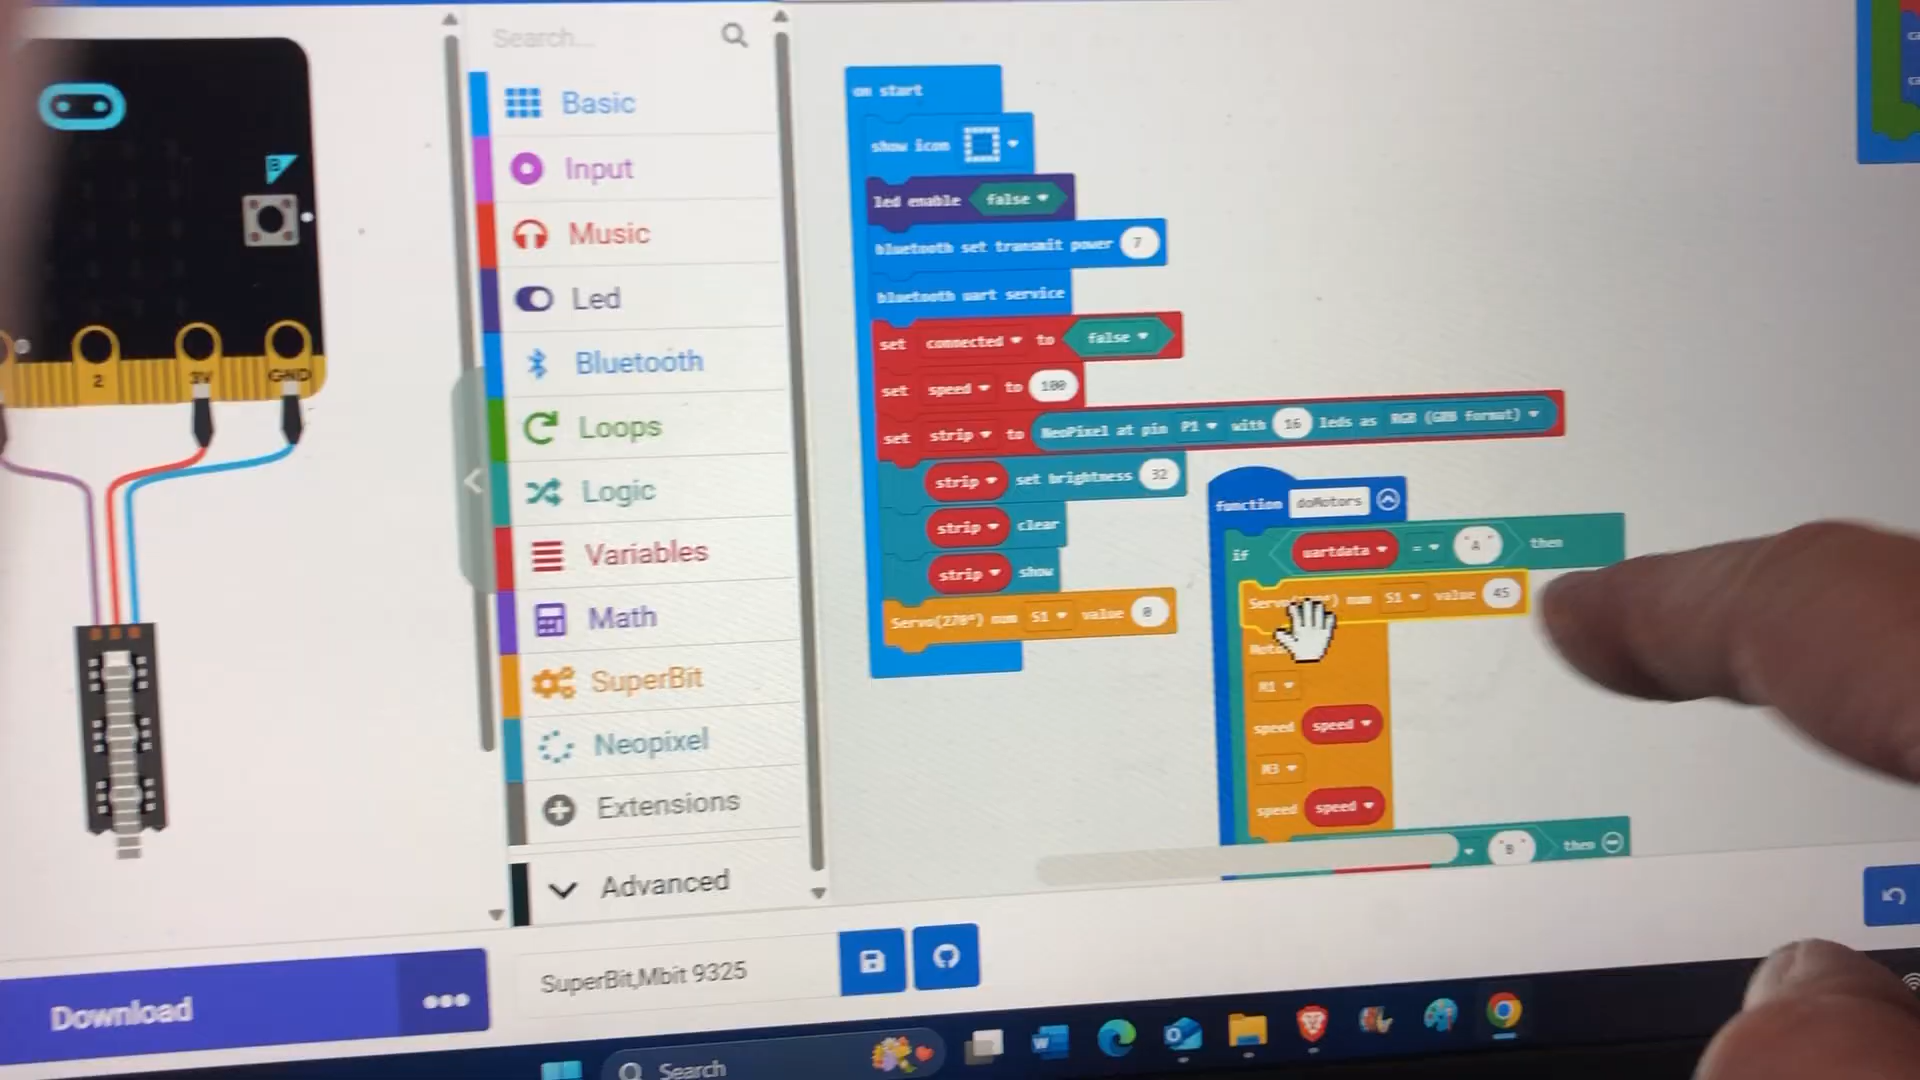 B
2
3V
GND
Search...
Basic
Input
Music
Led
Bluetooth
Loops
Logic
Variables
Math
SuperBit
Neopixel
Extensions
Advanced
on start
show icon
led enable false
bluetooth set transmit power 7
bluetooth uart service
set connected to false
set speed to 100
set strip to NeoPixel at pin P1 with 16 leds as RGB (GRB format)
strip set brightness 32
strip clear
strip show
Servo(270°) num S1 value 0
function doMotors
if uartdata = "A" then
num S1 value 45
M1
speed speed
M3
speed speed
"B" then
Download
SuperBit,Mbit 9325
Search